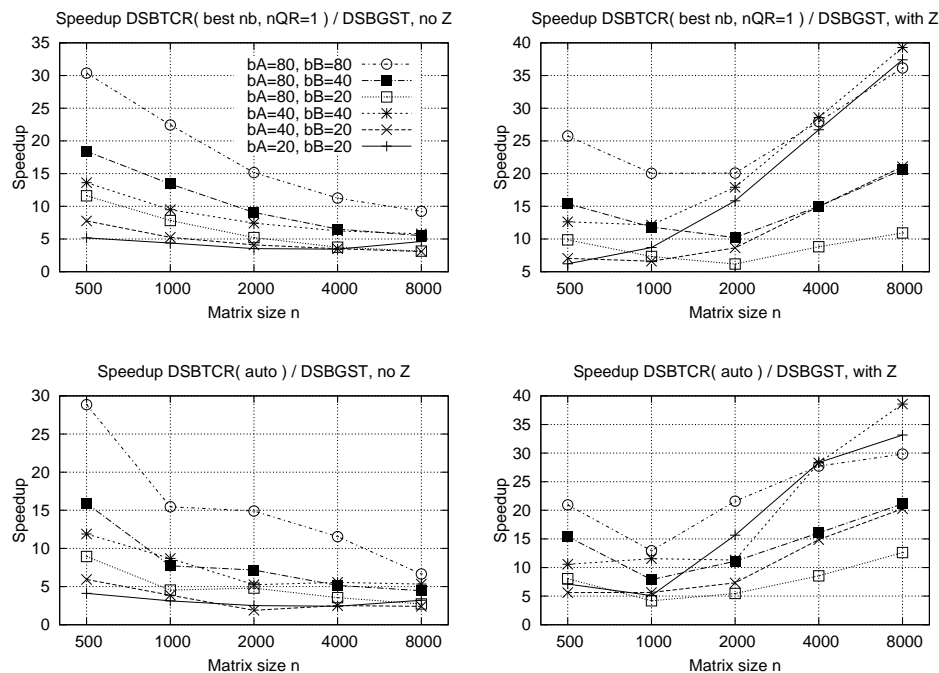 Speedup DSBTCR( best nb, nQR=1 ) / DSBGST, no Z
35
30
25
20
15
10
5
0
Speedup
bA=80, bB=80
bA=80, bB=40
bA=80, bB=20
bA=40, bB=40
bA=40, bB=20
bA=20, bB=20
500 1000 2000 4000 8000
Matrix size n
Speedup DSBTCR( best nb, nQR=1 ) / DSBGST, with Z
40
35
30
25
20
15
10
5
Speedup
500 1000 2000 4000 8000
Matrix size n
Speedup DSBTCR( auto ) / DSBGST, no Z
30
25
20
15
10
5
0
Speedup
500 1000 2000 4000 8000
Matrix size n
Speedup DSBTCR( auto ) / DSBGST, with Z
40
35
30
25
20
15
10
5
0
Speedup
500 1000 2000 4000 8000
Matrix size n